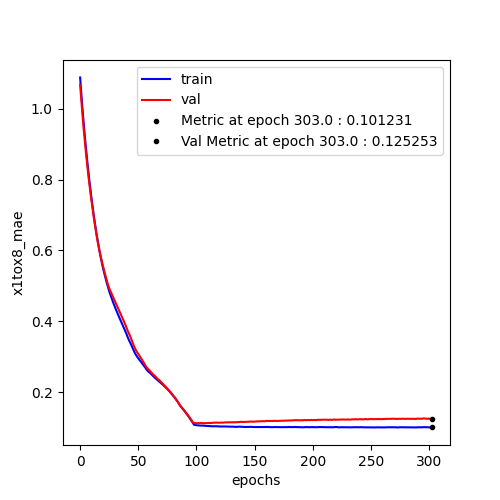 train
val
Metric at epoch 303.0 : 0.101231
Val Metric at epoch 303.0 : 0.125253
1.0
0.8
0.6
0.4
0.2
x1tox8_mae
0 50 100 150 200 250 300
epochs